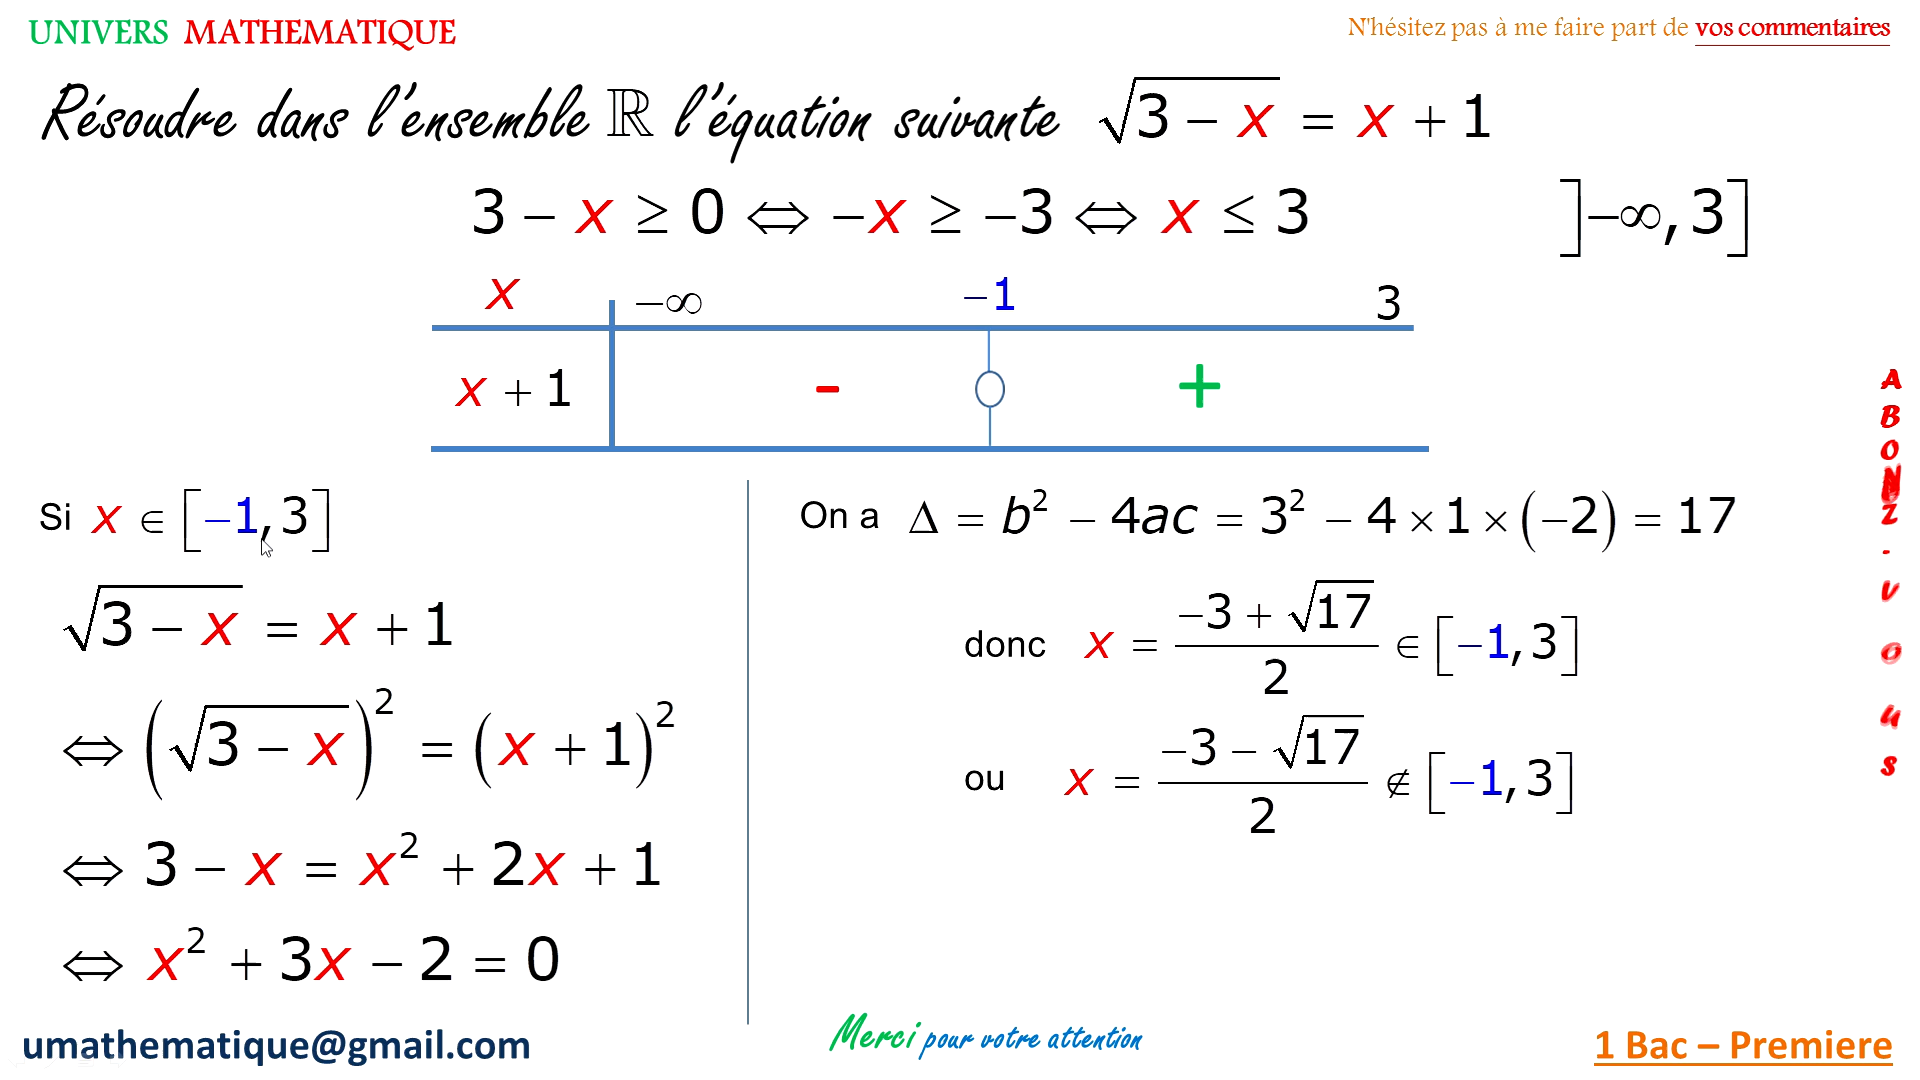 UNIVERS MATHEMATIQUE
N'hésitez pas à me faire part de vos commentaires
Résoudre dans l'ensemble ℝ l'équation suivante √(3 − x) = x + 1
3 − x ≥ 0 ⇔ −x ≥ −3 ⇔ x ≤ 3
]−∞, 3]
x −∞ −1 3
x + 1 - +
Si x ∈ [−1, 3]
√(3 − x) = x + 1
⇔ (√(3 − x))² = (x + 1)²
⇔ 3 − x = x² + 2x + 1
⇔ x² + 3x − 2 = 0
On a Δ = b² − 4ac = 3² − 4 × 1 × (−2) = 17
donc x = (−3 + √17)/2 ∈ [−1, 3]
ou x = (−3 − √17)/2 ∉ [−1, 3]
umathematique@gmail.com
Merci pour votre attention
1 Bac – Premiere